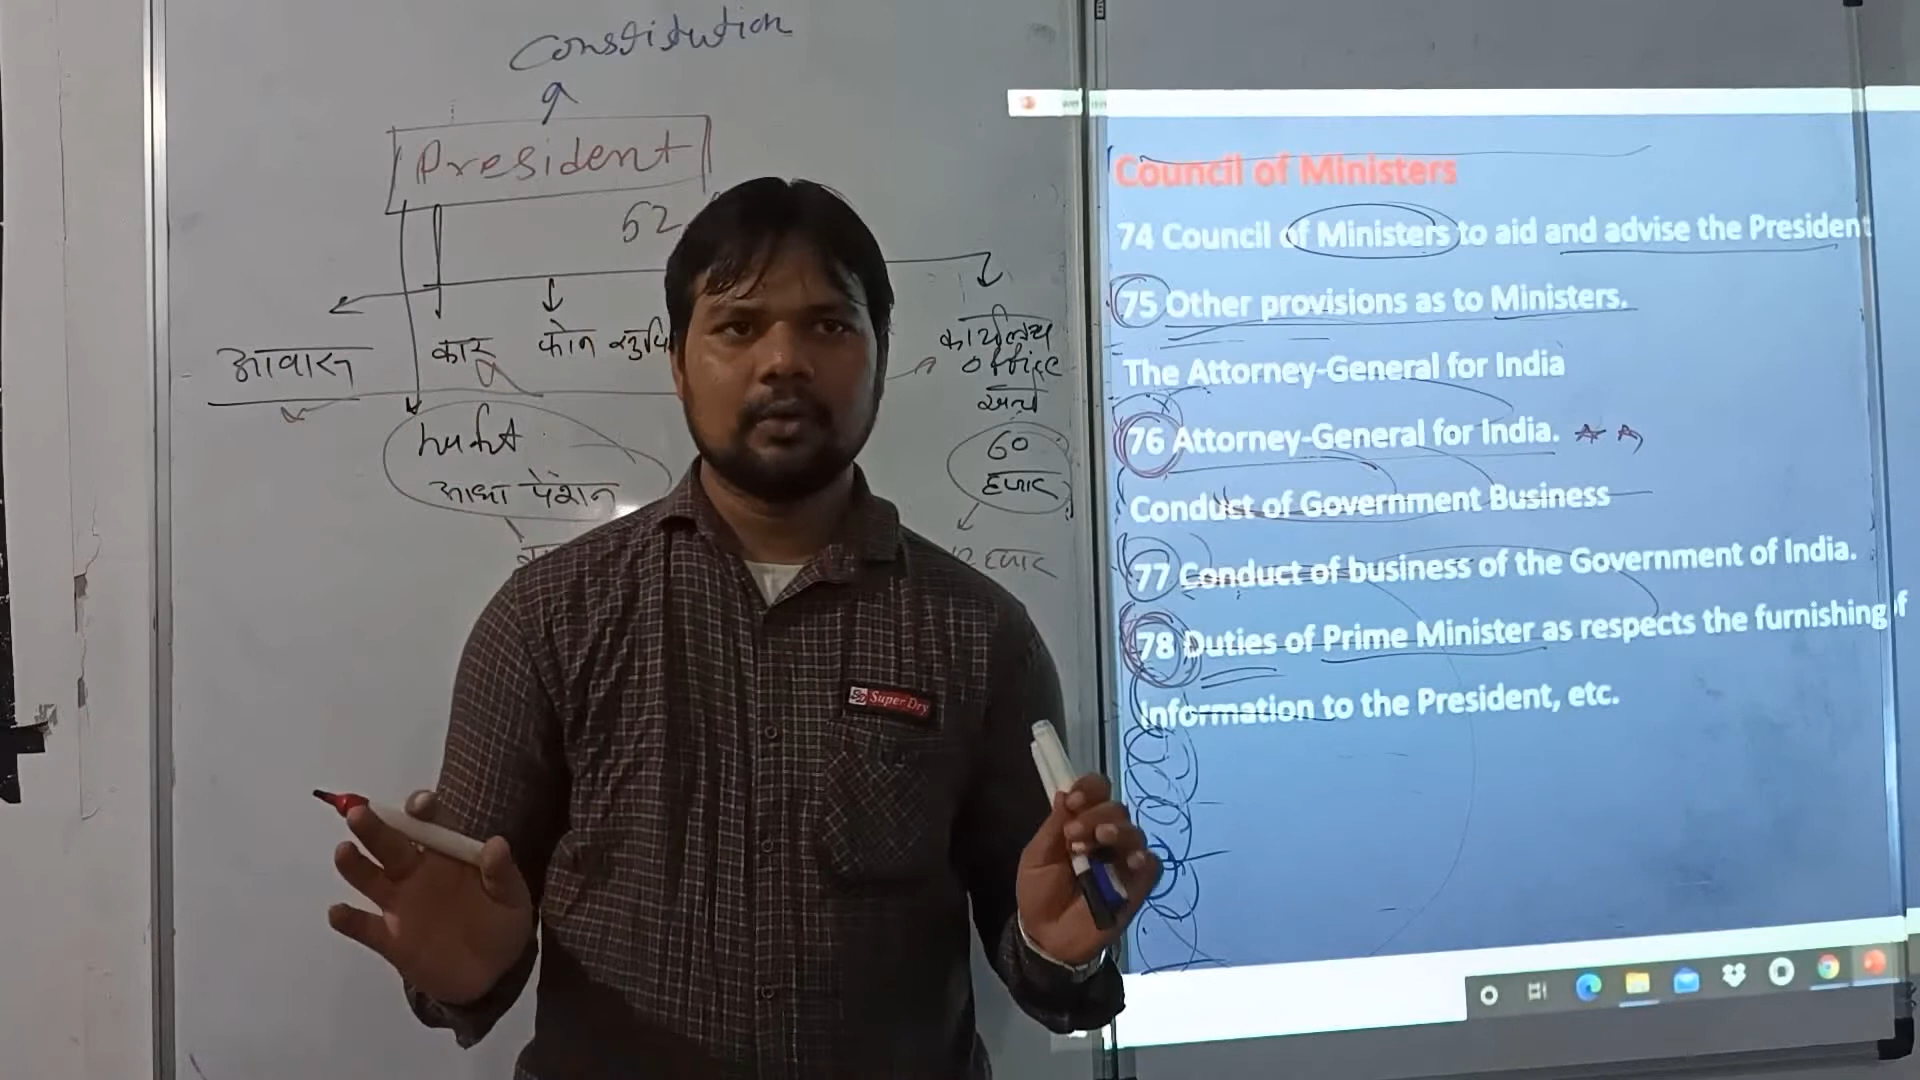 Constitution
President
62
आवास
कार
फोन
कार्यालय
office
आधा पेंशन
60
हजार
हजार
Super Dry
Council of Ministers
74 Council of Ministers to aid and advise the President
75 Other provisions as to Ministers.
The Attorney-General for India
76 Attorney-General for India.
Conduct of Government Business
77 Conduct of business of the Government of India.
78 Duties of Prime Minister as respects the furnishing of
information to the President, etc.